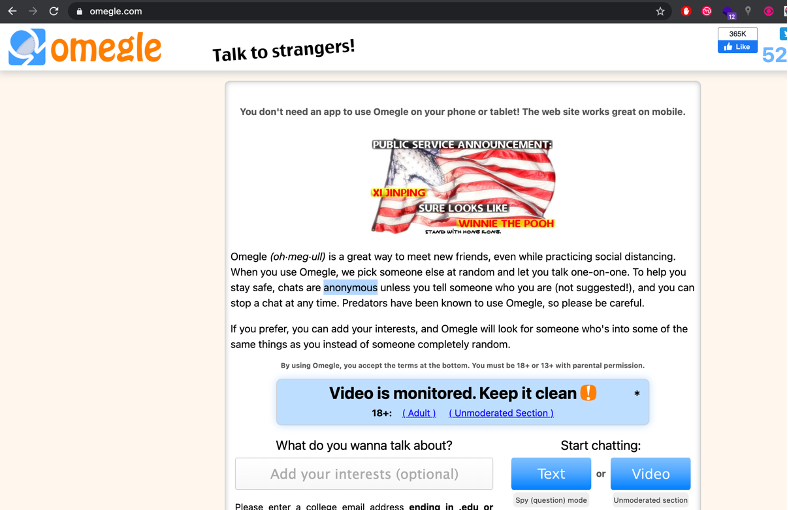 omegle.com
12
omegle
Talk to strangers!
365K
Like
52
You don't need an app to use Omegle on your phone or tablet! The web site works great on mobile.
PUBLIC SERVICE ANNOUNCEMENT:
XI JINPING
SURE LOOKS LIKE
WINNIE THE POOH
STAND WITH HONG KONG.
Omegle (oh·meg·ull) is a great way to meet new friends, even while practicing social distancing.
When you use Omegle, we pick someone else at random and let you talk one-on-one. To help you
stay safe, chats are anonymous unless you tell someone who you are (not suggested!), and you can
stop a chat at any time. Predators have been known to use Omegle, so please be careful.
If you prefer, you can add your interests, and Omegle will look for someone who's into some of the
same things as you instead of someone completely random.
By using Omegle, you accept the terms at the bottom. You must be 18+ or 13+ with parental permission.
Video is monitored. Keep it clean ! *
18+: ( Adult ) ( Unmoderated Section )
What do you wanna talk about?
Start chatting:
Add your interests (optional)
Text or Video
Spy (question) mode
Unmoderated section
Please enter a college email address ending in .edu or